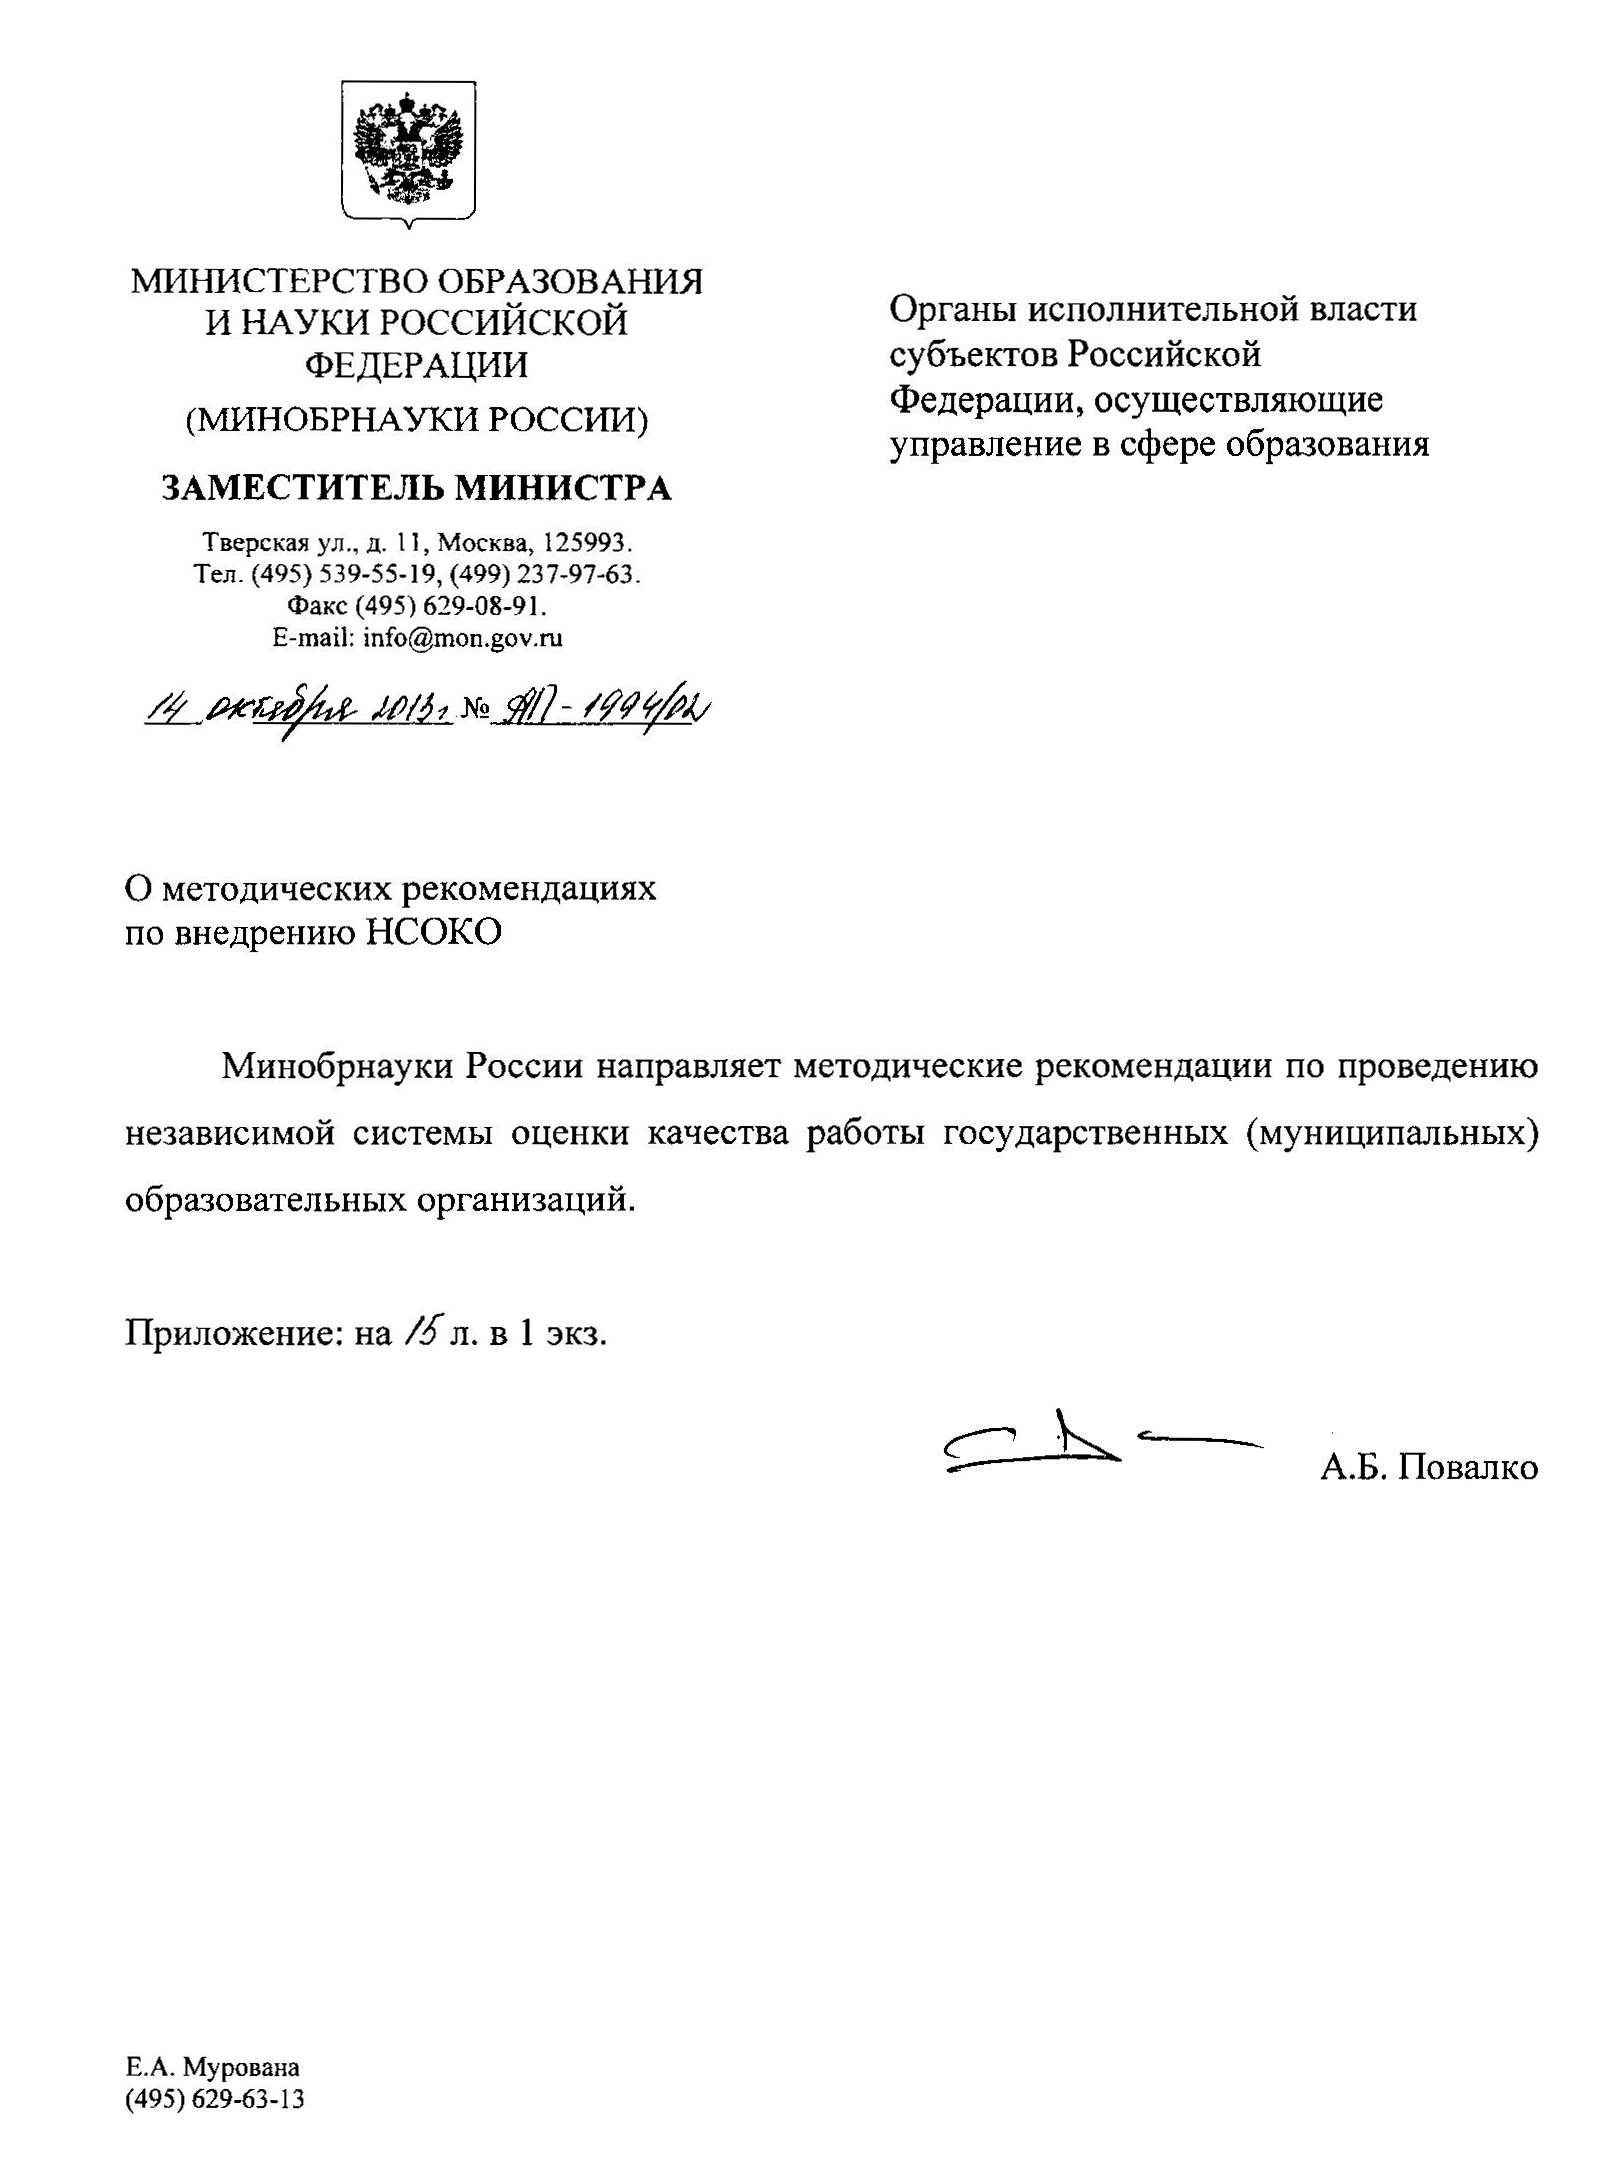 МИНИСТЕРСТВО ОБРАЗОВАНИЯ
И НАУКИ РОССИЙСКОЙ
ФЕДЕРАЦИИ
(МИНОБРНАУКИ РОССИИ)
ЗАМЕСТИТЕЛЬ МИНИСТРА
Тверская ул., д. 11, Москва, 125993.
Тел. (495) 539-55-19, (499) 237-97-63.
Факс (495) 629-08-91.
E-mail: info@mon.gov.ru
14 октября 2013г № АП-1994/02
Органы исполнительной власти
субъектов Российской
Федерации, осуществляющие
управление в сфере образования
О методических рекомендациях
по внедрению НСОКО
Минобрнауки России направляет методические рекомендации по проведению
независимой системы оценки качества работы государственных (муниципальных)
образовательных организаций.
Приложение: на 15 л. в 1 экз.
А.Б. Повалко
Е.А. Мурована
(495) 629-63-13